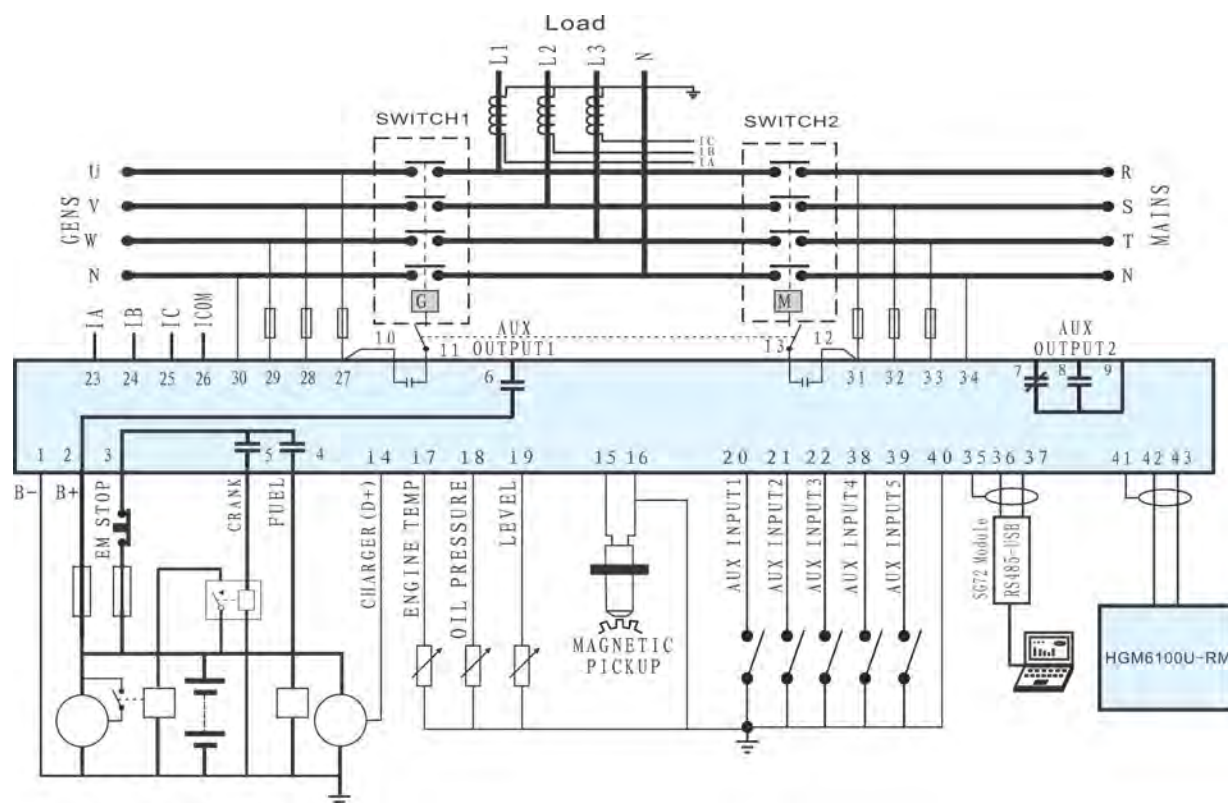 Load
L1 L2 L3 N
SWITCH1
SWITCH2
IC
IB
IA
U
V
W
N
GENS
R
S
T
N
MAINS
G
M
IA
IB
IC
ICOM
10
11
AUX
OUTPUT1
13
12
AUX
OUTPUT2
23 24 25 26 30 29 28 27 6 31 32 33 34 7 8 9
1 2 3 5 4 14 17 18 19 15 16 20 21 22 38 39 40 35 36 37 41 42 43
B-
B+
EM STOP
CRANK
FUEL
CHARGER(D+)
ENGINE TEMP
OIL PRESSURE
LEVEL
MAGNETIC
PICKUP
AUX INPUT1
AUX INPUT2
AUX INPUT3
AUX INPUT4
AUX INPUT5
SG72 Module
RS485-USB
HGM6100U-RM